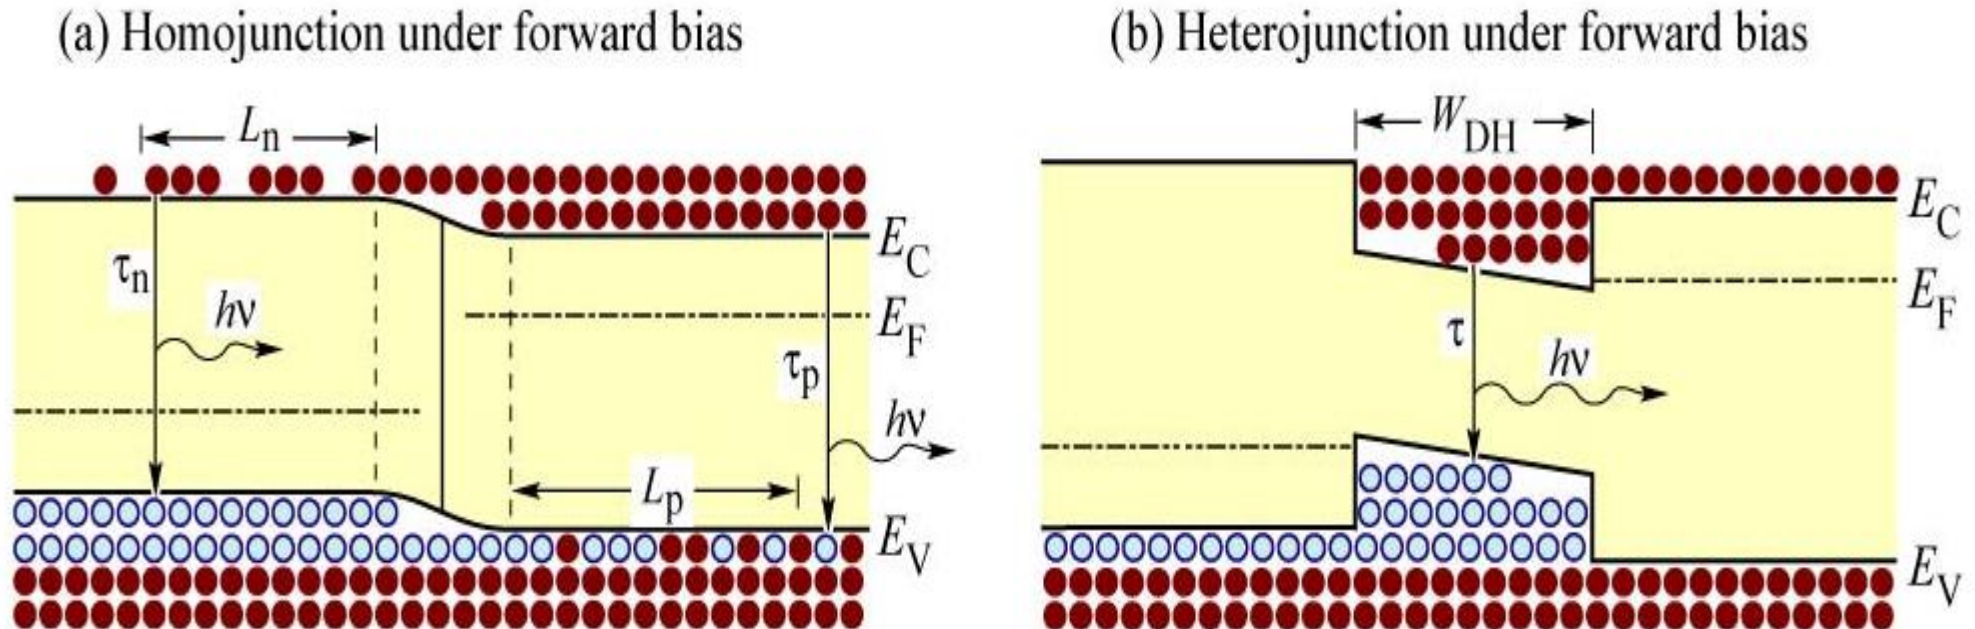 (a) Homojunction under forward bias
(b) Heterojunction under forward bias
Ln
WDH
EC
EC
τn
hν
EF
EF
τp
τ
hν
hν
Lp
EV
EV